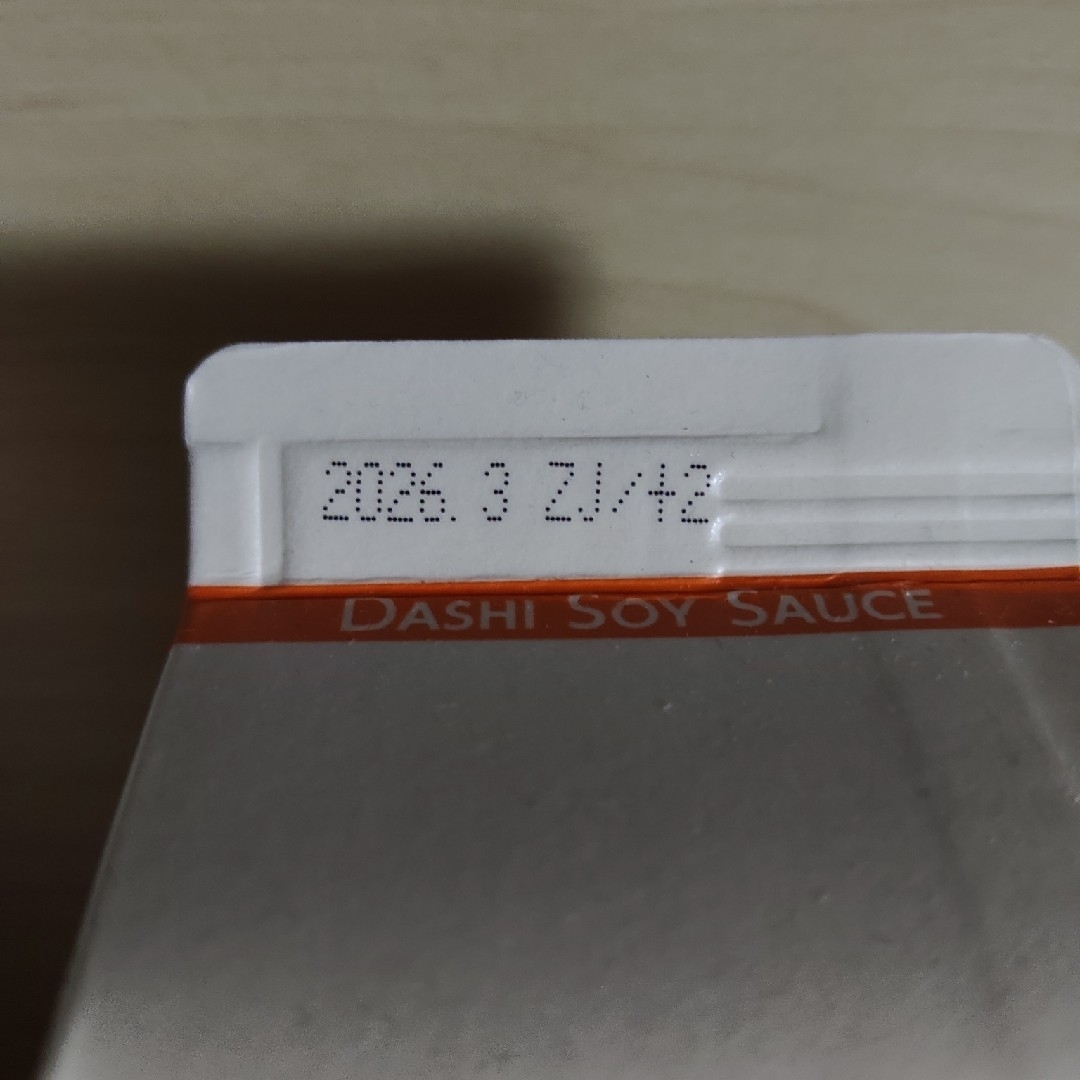 2026. 3 ZJ/42
DASHI SOY SAUCE